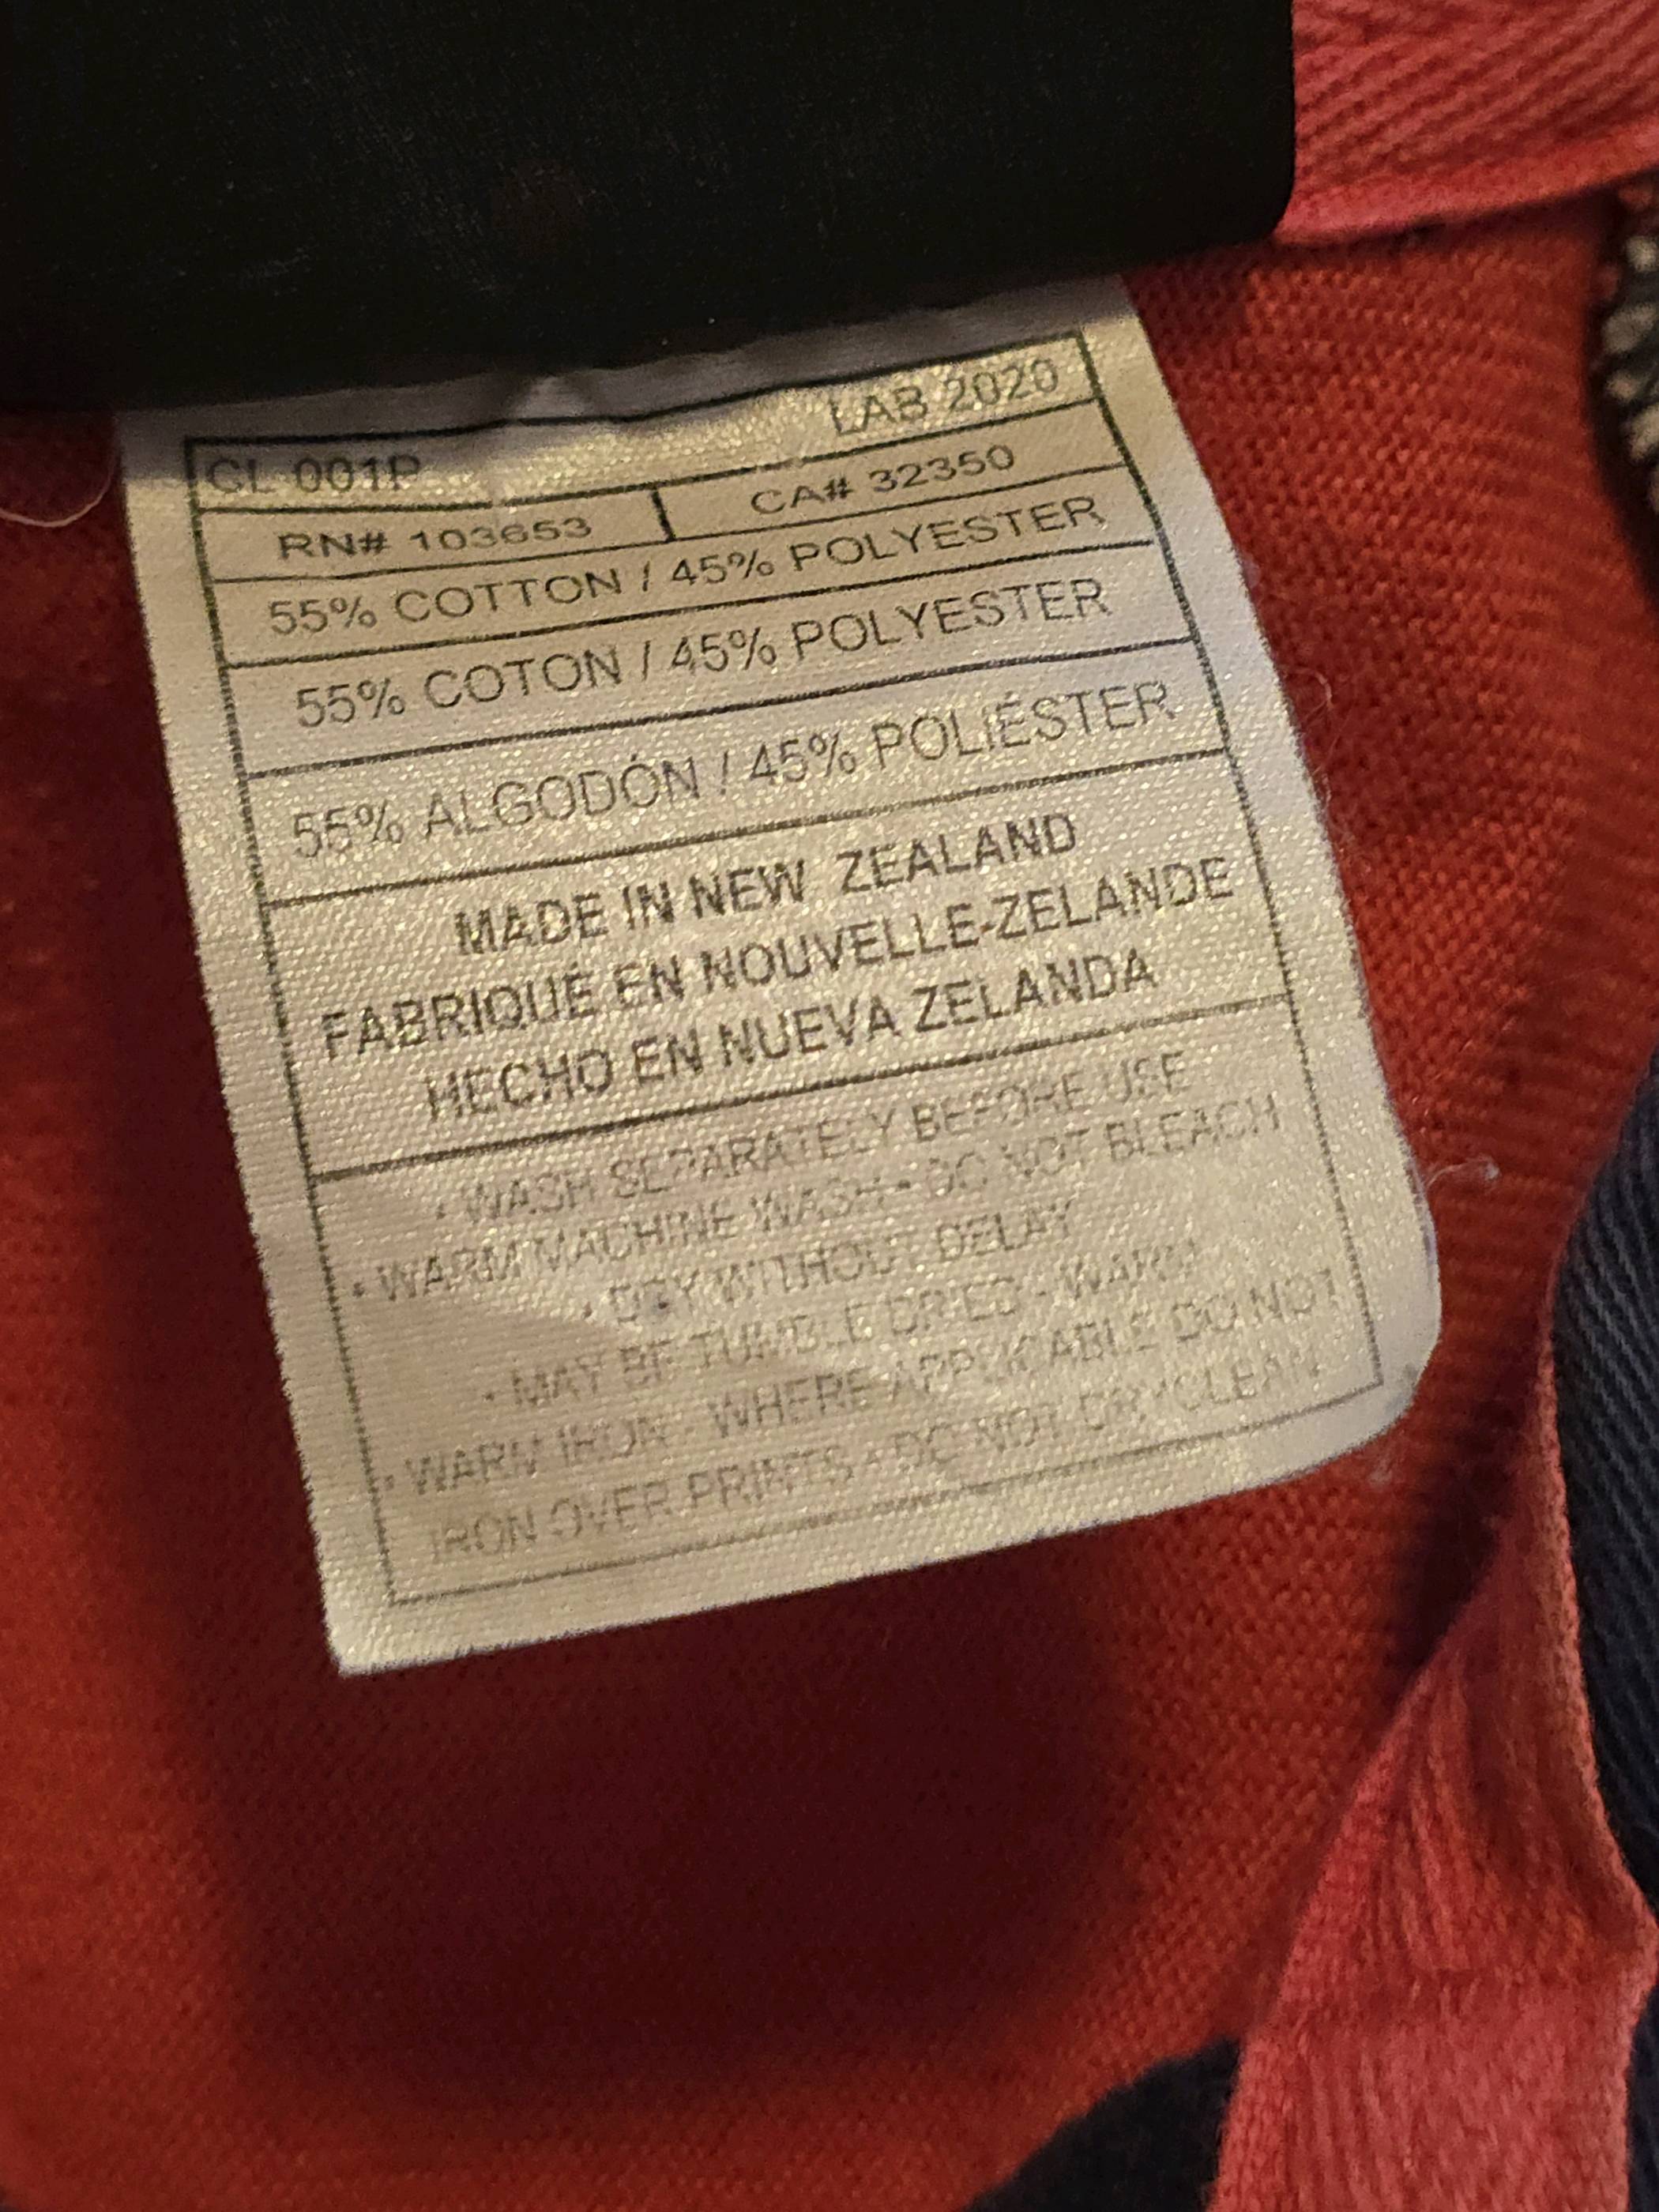 CL 001P LAB 2020
RN# 103653 CA# 32350
55% COTTON / 45% POLYESTER
55% COTON / 45% POLYESTER
55% ALGODÓN / 45% POLIÉSTER
MADE IN NEW ZEALAND
FABRIQUÉ EN NOUVELLE-ZELANDE
HECHO EN NUEVA ZELANDA
· WASH SEPARATELY BEFORE USE
· WARM MACHINE WASH · DO NOT BLEACH
· DRY WITHOUT DELAY
· MAY BE TUMBLE DRIED - WARM
· WARM IRON - WHERE APPLICABLE DO NOT
IRON OVER PRINTS · DO NOT DRYCLEAN